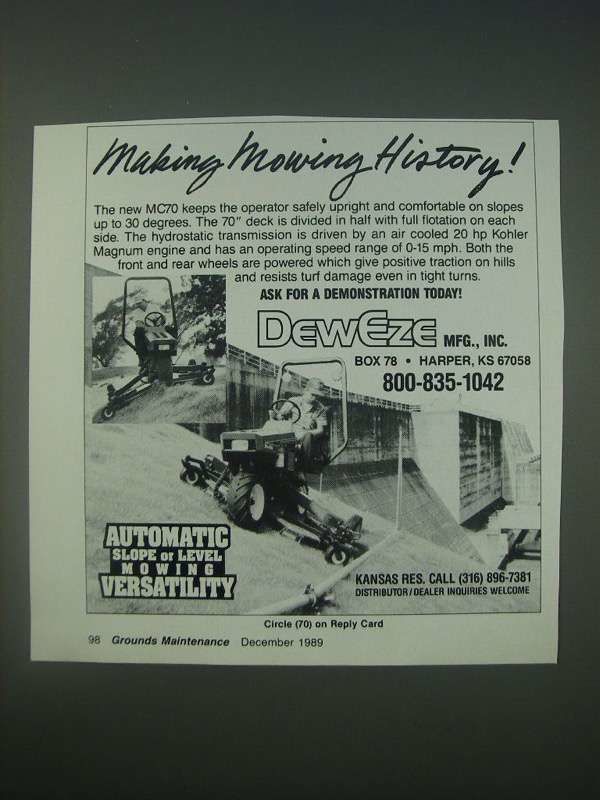 Making Mowing History!
The new MC70 keeps the operator safely upright and comfortable on slopes
up to 30 degrees. The 70" deck is divided in half with full flotation on each
side. The hydrostatic transmission is driven by an air cooled 20 hp Kohler
Magnum engine and has an operating speed range of 0-15 mph. Both the
front and rear wheels are powered which give positive traction on hills
and resists turf damage even in tight turns.
ASK FOR A DEMONSTRATION TODAY!
DEWEZE MFG., INC.
BOX 78 • HARPER, KS 67058
800-835-1042
AUTOMATIC
SLOPE or LEVEL
MOWING
VERSATILITY
KANSAS RES. CALL (316) 896-7381
DISTRIBUTOR/DEALER INQUIRIES WELCOME
Circle (70) on Reply Card
98 Grounds Maintenance December 1989